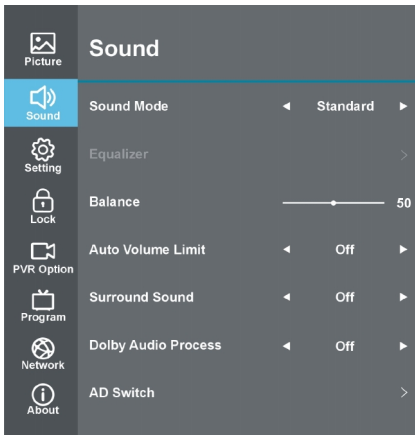 Picture
Sound
Setting
Lock
PVR Option
Program
Network
About
Sound
Sound Mode ◀ Standard ▶
Equalizer >
Balance 50
Auto Volume Limit ◀ Off ▶
Surround Sound ◀ Off ▶
Dolby Audio Process ◀ Off ▶
AD Switch >